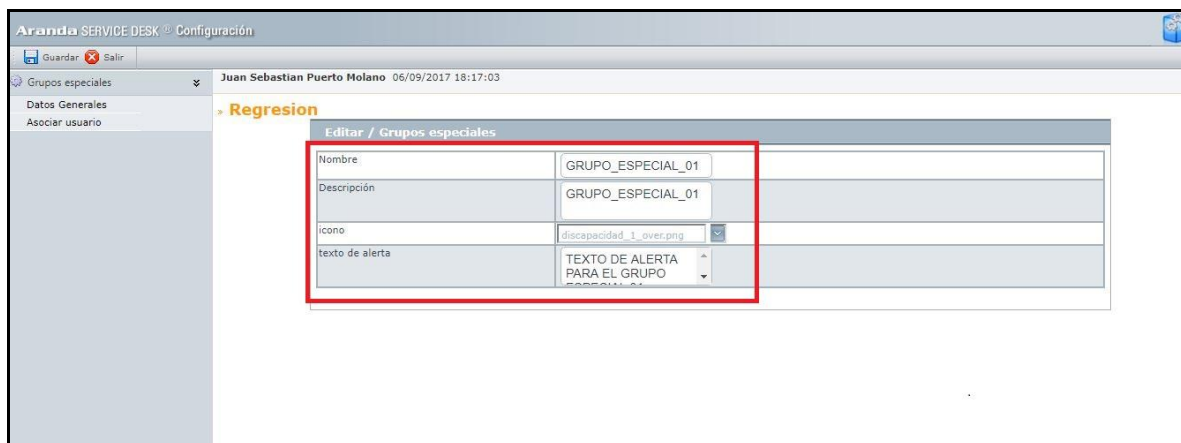 Aranda SERVICE DESK ® Configuración
Guardar Salir
Grupos especiales
Datos Generales
Asociar usuario
Juan Sebastian Puerto Molano 06/09/2017 18:17:03
» Regresion
Editar / Grupos especiales
Nombre GRUPO_ESPECIAL_01
Descripción GRUPO_ESPECIAL_01
icono discapacidad_1_over.png
texto de alerta TEXTO DE ALERTA
PARA EL GRUPO